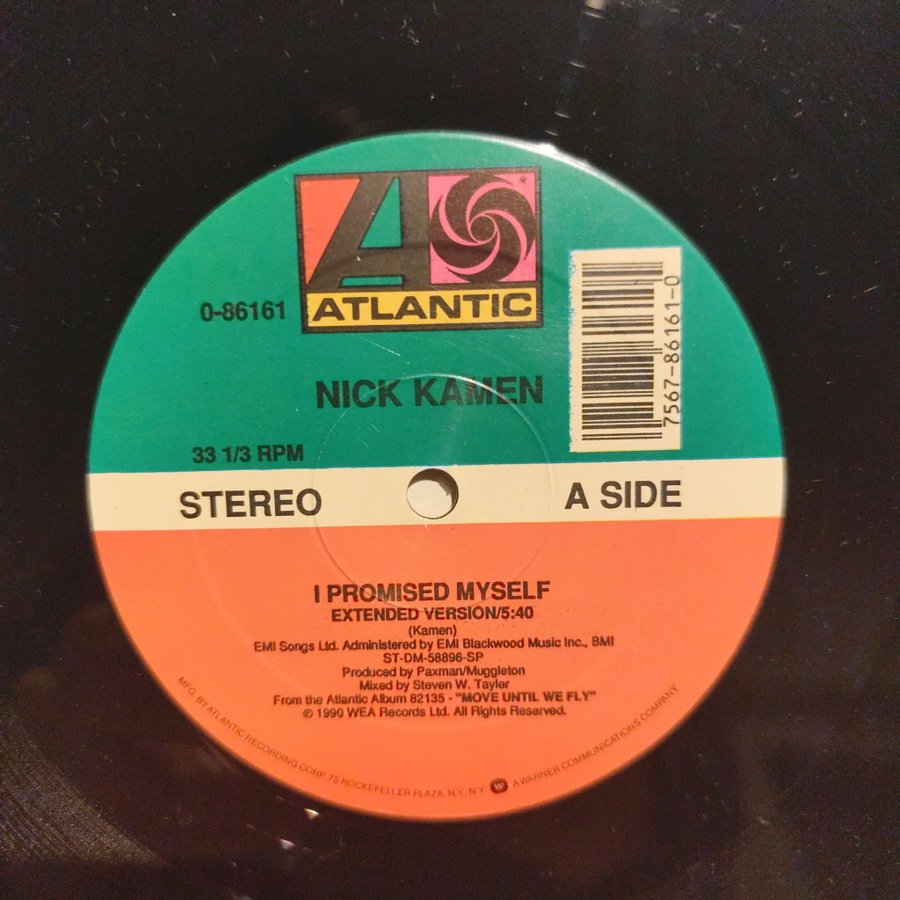 ATLANTIC
0-86161
7567-86161-0
NICK KAMEN
33 1/3 RPM
STEREO
A SIDE
I PROMISED MYSELF
EXTENDED VERSION/5:40
(Kamen)
EMI Songs Ltd. Administered by EMI Blackwood Music Inc., BMI
ST-DM-58896-SP
Produced by Paxman/Muggleton
Mixed by Steven W. Taylor
From the Atlantic Album 82135 - "MOVE UNTIL WE FLY"
℗ 1990 WEA Records Ltd. All Rights Reserved.
MFG. BY ATLANTIC RECORDING CORP. 75 ROCKEFELLER PLAZA, N.Y., N.Y. A WARNER COMMUNICATIONS COMPANY